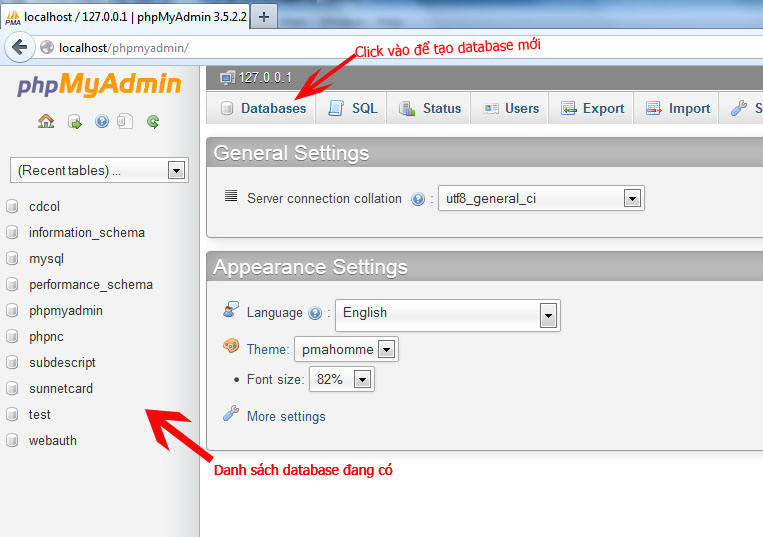 localhost / 127.0.0.1 | phpMyAdmin 3.5.2.2
localhost/phpmyadmin/
Click vào để tạo database mới
phpMyAdmin
127.0.0.1
Databases SQL Status Users Export Import S
(Recent tables) ...
cdcol
information_schema
mysql
performance_schema
phpmyadmin
phpnc
subdescript
sunnetcard
test
webauth
General Settings
Server connection collation : utf8_general_ci
Appearance Settings
Language : English
Theme: pmahomme
• Font size: 82%
More settings
Danh sách database đang có